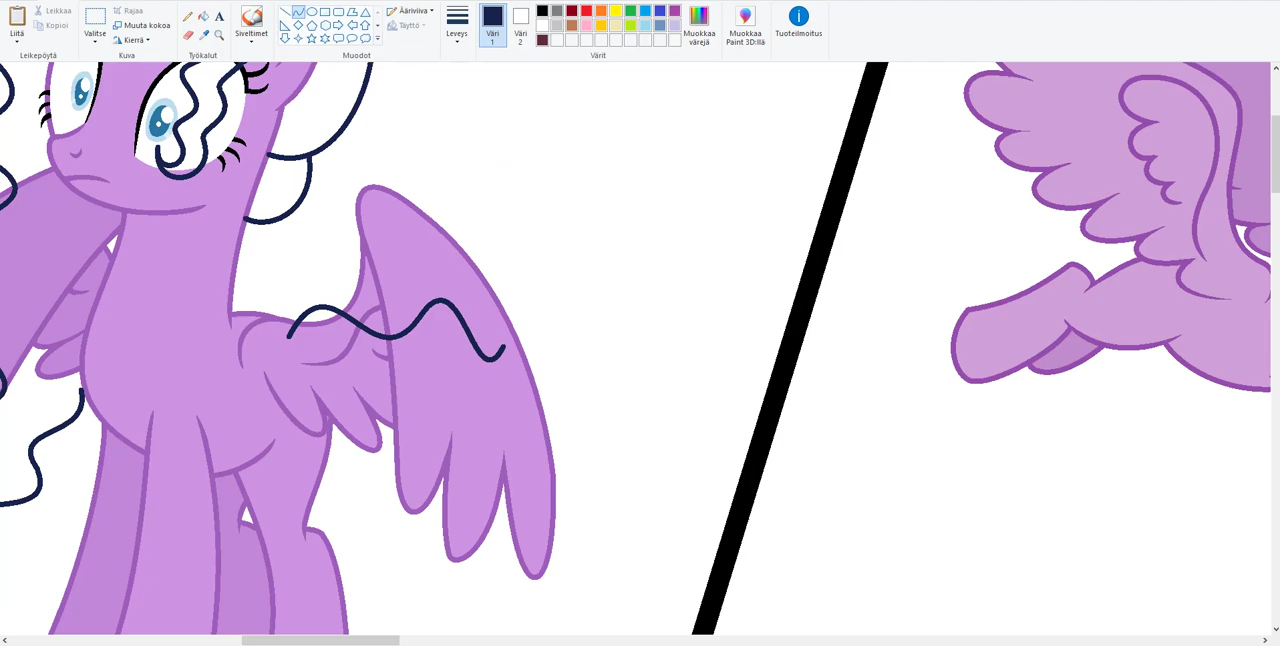 Liitä
Leikkaa
Kopioi
Leikepöytä
Valitse
Rajaa
Muuta kokoa
Kierrä
Kuva
A
Työkalut
Siveltimet
Muodot
Ääriviiva
Täyttö
Leveys
Väri
1
Väri
2
Värit
Muokkaa
värejä
Muokkaa
Paint 3D:llä
Tuoteilmoitus